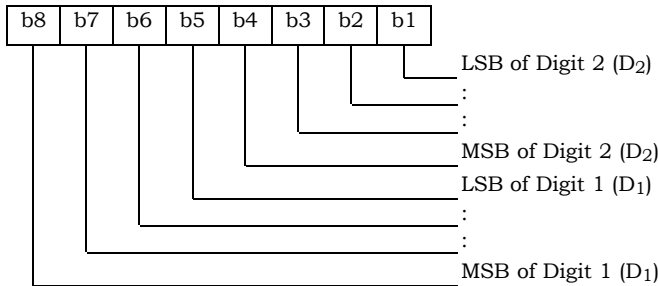 b8 b7 b6 b5 b4 b3 b2 b1
LSB of Digit 2 (D2)
:
:
MSB of Digit 2 (D2)
LSB of Digit 1 (D1)
:
:
MSB of Digit 1 (D1)